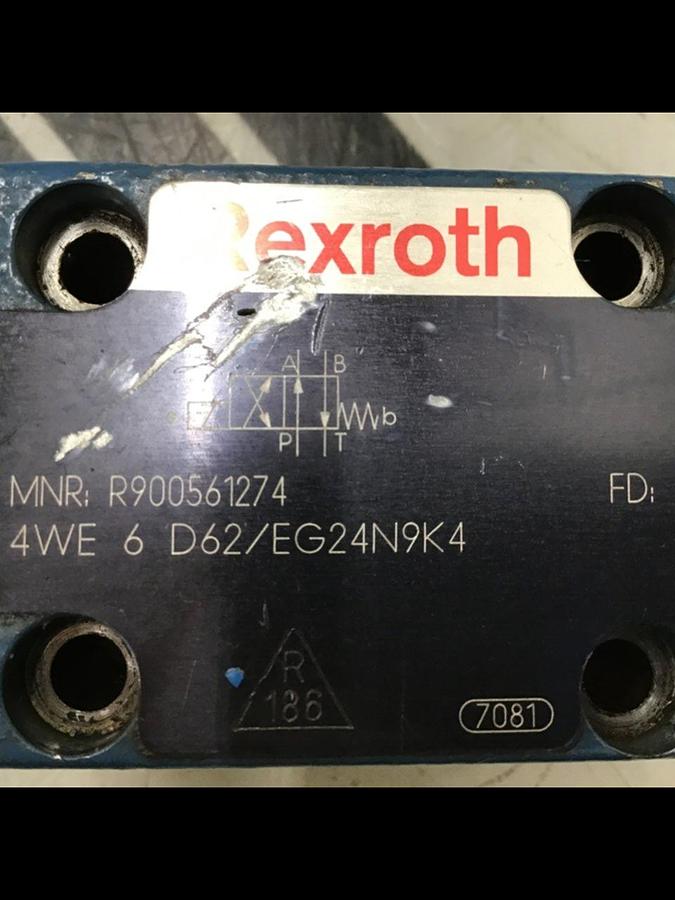 Rexroth
A B
a b
P T
MNR: R900561274 FD:
4WE 6 D62/EG24N9K4
R
186
7081